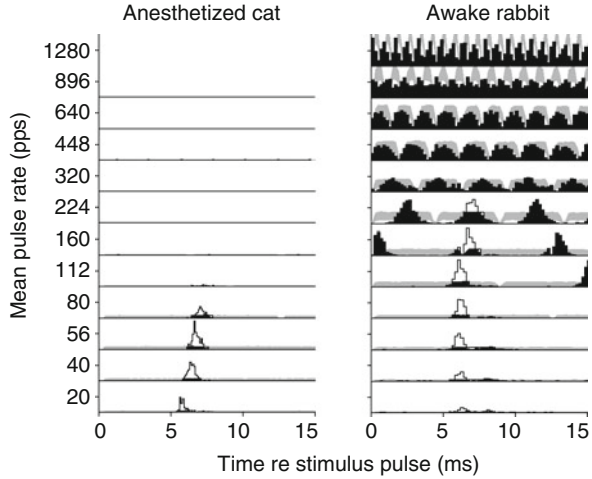 Anesthetized cat
Awake rabbit
Mean pulse rate (pps)
1280
896
640
448
320
224
160
112
80
56
40
20
0 5 10 15
0 5 10 15
Time re stimulus pulse (ms)